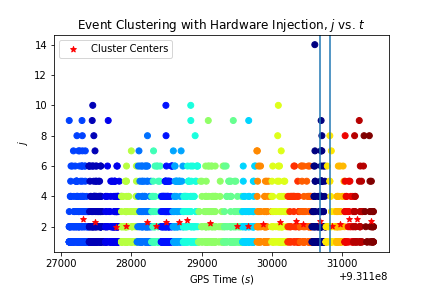 Event Clustering with Hardware Injection, j vs. t
14
12
10
8
6
4
2
j
Cluster Centers
27000 28000 29000 30000 31000
GPS Time (s)
+9.311e8